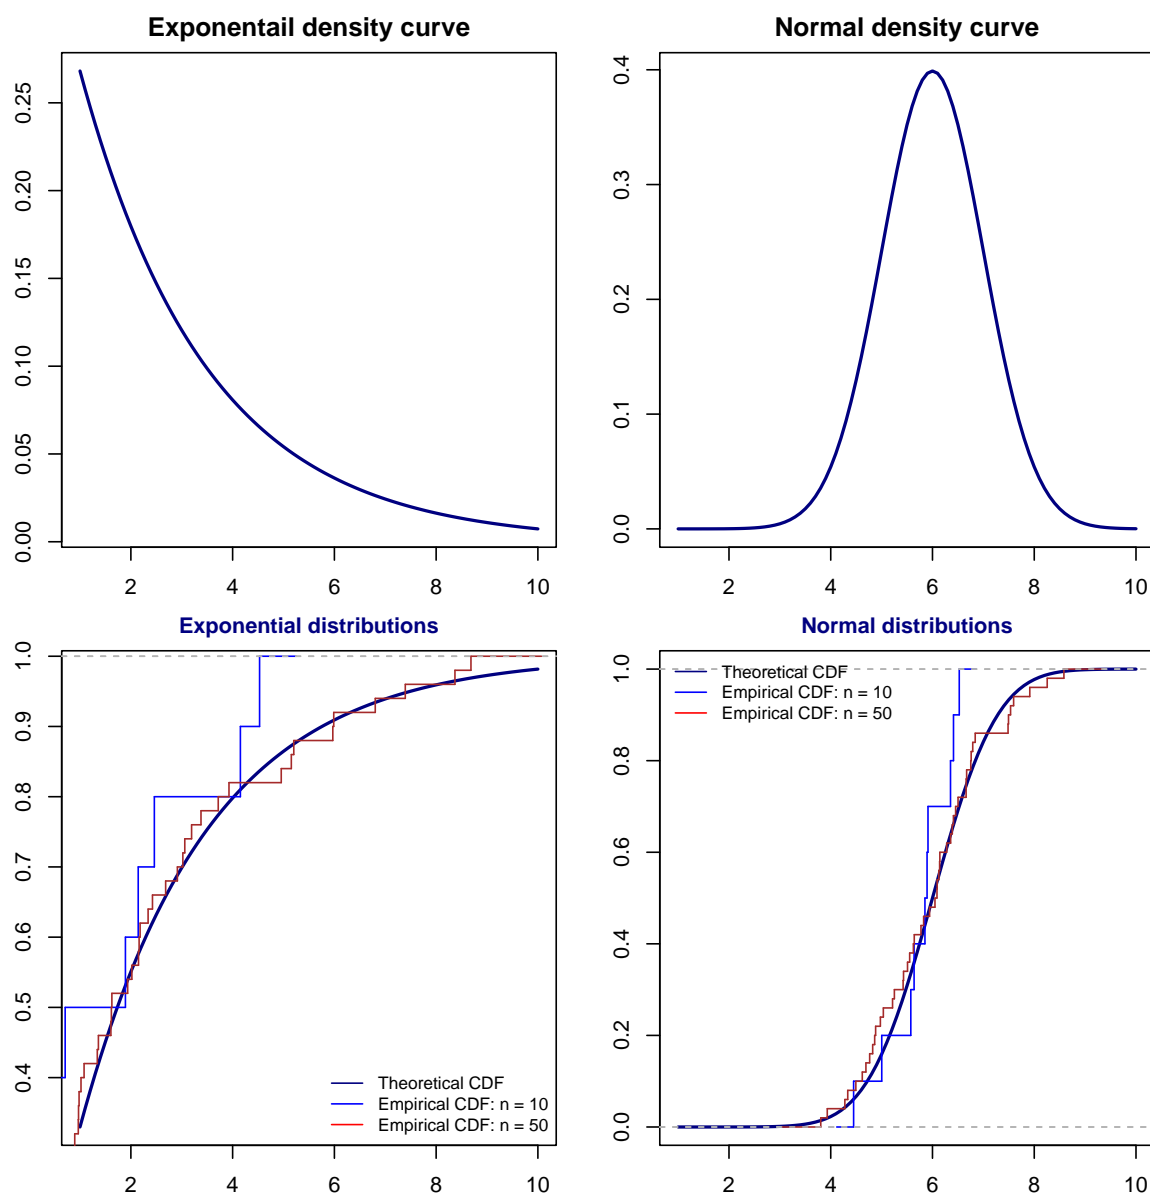 Exponentail density curve
0.00
0.05
0.10
0.15
0.20
0.25
2 4 6 8 10
Normal density curve
0.0
0.1
0.2
0.3
0.4
2 4 6 8 10
Exponential distributions
0.4
0.5
0.6
0.7
0.8
0.9
1.0
Theoretical CDF
Empirical CDF: n = 10
Empirical CDF: n = 50
2 4 6 8 10
Normal distributions
0.0
0.2
0.4
0.6
0.8
1.0
Theoretical CDF
Empirical CDF: n = 10
Empirical CDF: n = 50
2 4 6 8 10